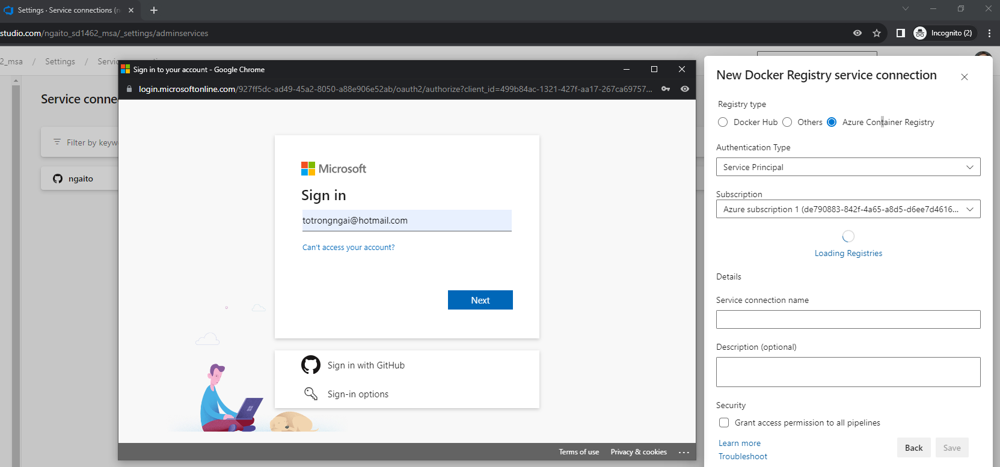 Settings · Service connections (n
studio.com/ngaito_sd1462_msa/_settings/adminservices
Incognito (2)
2_msa / Settings / Servic
Service conne
Filter by keyw
ngaito
Sign in to your account - Google Chrome
login.microsoftonline.com/927ff5dc-ad49-45a2-8050-a88e906e52ab/oauth2/authorize?client_id=499b84ac-1321-427f-aa17-267ca69757...
Microsoft
Sign in
totrongngai@hotmail.com
Can't access your account?
Next
Sign in with GitHub
Sign-in options
Terms of use Privacy & cookies ...
New Docker Registry service connection
Registry type
Docker Hub Others Azure Container Registry
Authentication Type
Service Principal
Subscription
Azure subscription 1 (de790883-842f-4a65-a8d5-d6ee7d4616...
Loading Registries
Details
Service connection name
Description (optional)
Security
Grant access permission to all pipelines
Learn more
Troubleshoot
Back Save